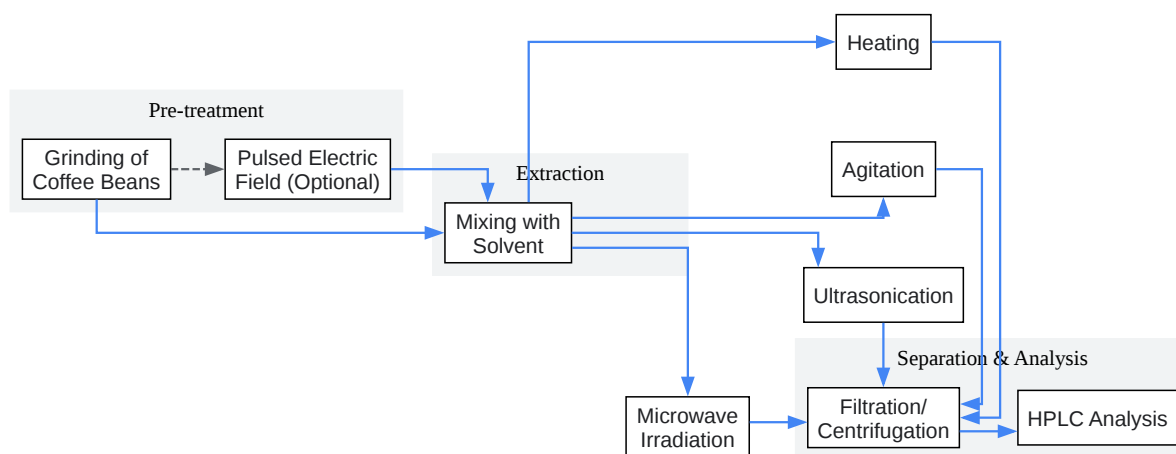 Heating
Pre-treatment
Grinding of
Coffee Beans
Pulsed Electric
Field (Optional)
Extraction
Agitation
Mixing with
Solvent
Ultrasonication
Separation & Analysis
Microwave
Irradiation
Filtration/
Centrifugation
HPLC Analysis